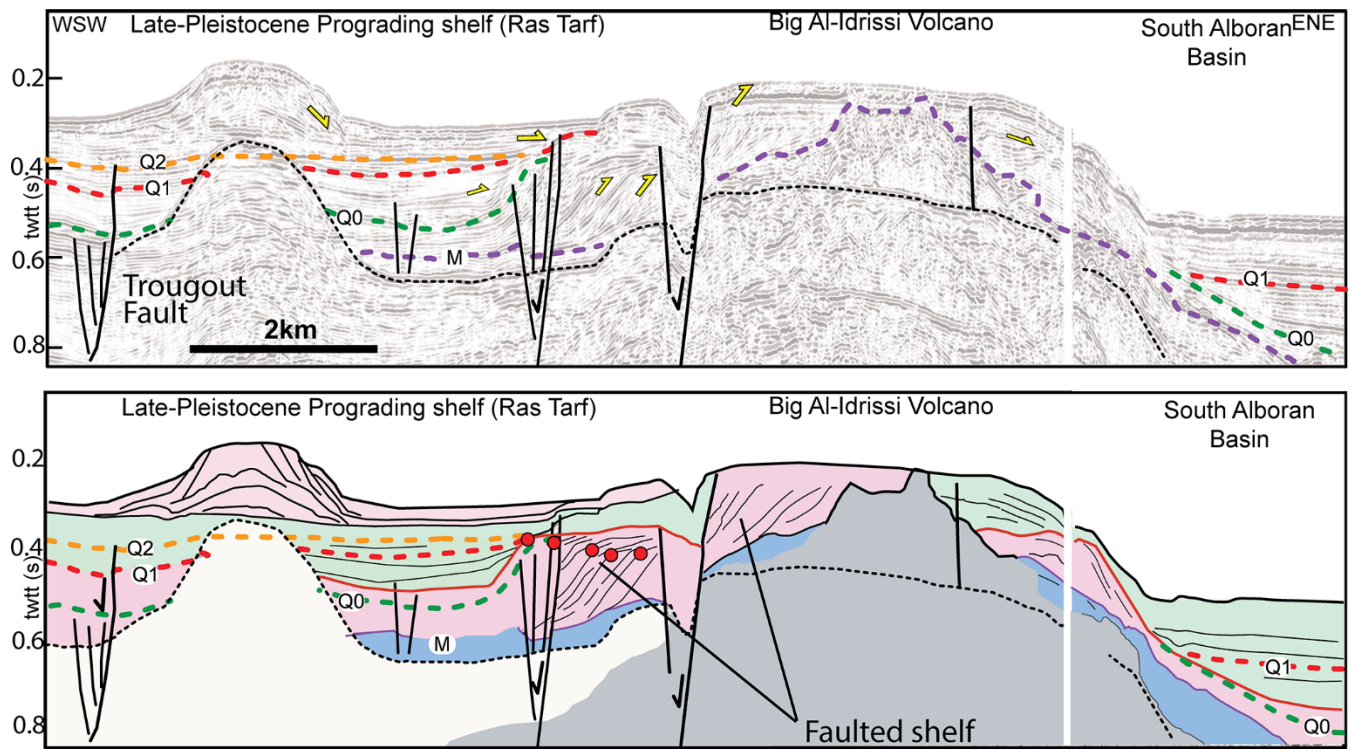 WSW Late-Pleistocene Prograding shelf (Ras Tarf) Big Al-Idrissi Volcano South Alboran ENE
Basin
0.2
0.4
twtt (s)
0.6
0.8
Q2
Q1
Q0
M
Trougout
Fault
2km
Q1
Q0
Late-Pleistocene Prograding shelf (Ras Tarf) Big Al-Idrissi Volcano South Alboran
Basin
0.2
0.4
twtt (s)
0.6
0.8
Q2
Q1
Q0
M
Q1
Q0
Faulted shelf